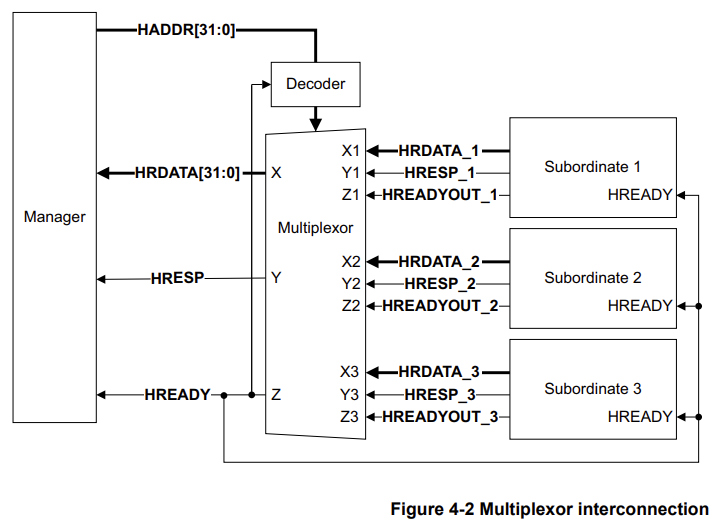 HADDR[31:0]
Decoder
Manager
HRDATA[31:0]
HRESP
HREADY
X
Y
Z
Multiplexor
X1
Y1
Z1
X2
Y2
Z2
X3
Y3
Z3
HRDATA_1
HRESP_1
HREADYOUT_1
HRDATA_2
HRESP_2
HREADYOUT_2
HRDATA_3
HRESP_3
HREADYOUT_3
Subordinate 1
HREADY
Subordinate 2
HREADY
Subordinate 3
HREADY
Figure 4-2 Multiplexor interconnection